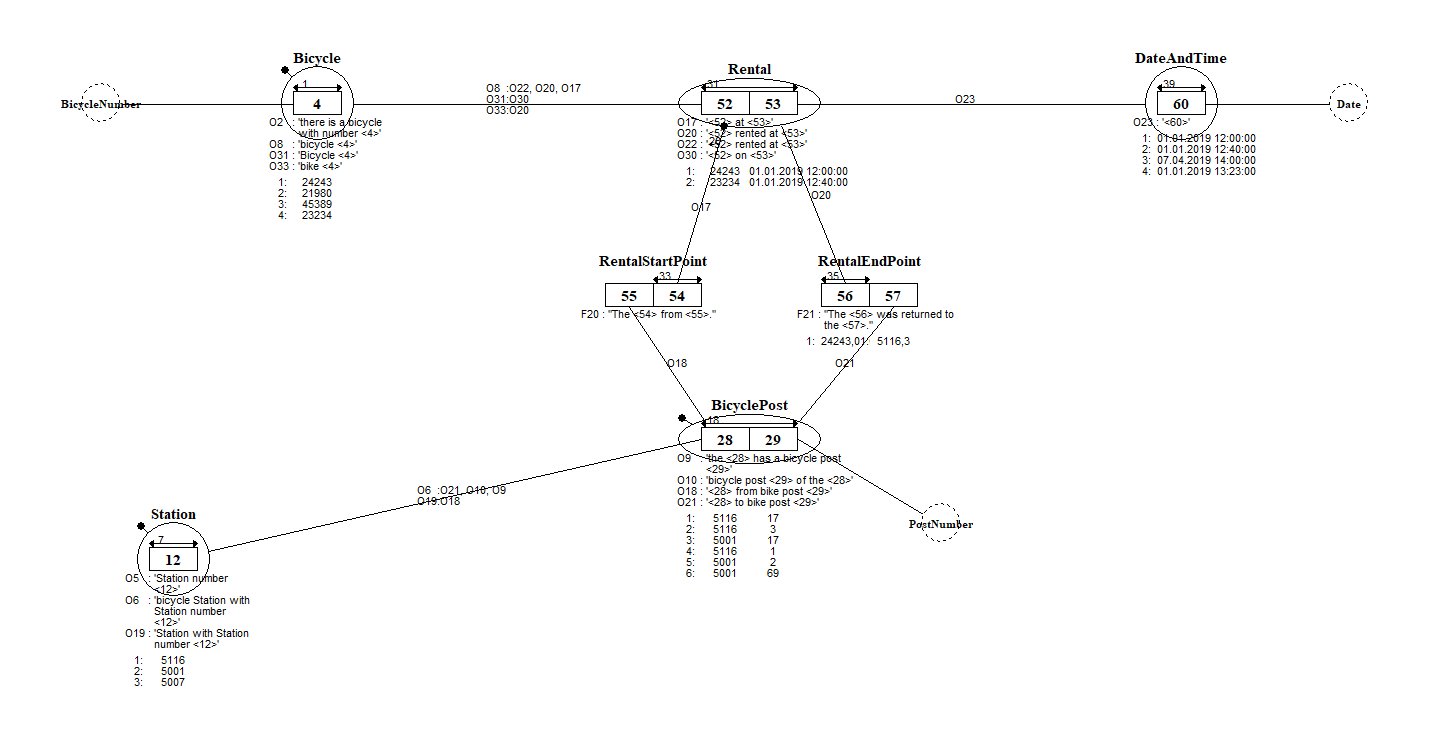 Bicycle
Rental
DateAndTime
1
31
39
BicycleNumber
4
O8 :O22, O20, O17
O31:O30
O33:O20
52 53
O23
60
Date
O2 : 'there is a bicycle
with number <4>'
O8 : 'bicycle <4>'
O31 : 'Bicycle <4>'
O33 : 'bike <4>'
1: 24243
2: 21980
3: 45389
4: 23234
O17 : '<52> at <53>'
O20 : '<52> rented at <53>'
O22 : '<52> rented at <53>'
O30 : '<52> on <53>'
1: 24243 01.01.2019 12:00:00
2: 23234 01.01.2019 12:40:00
O23 : '<60>'
1: 01.01.2019 12:00:00
2: 01.01.2019 12:40:00
3: 07.04.2019 14:00:00
4: 01.01.2019 13:23:00
O17
O20
RentalStartPoint
RentalEndPoint
33
35
55 54
56 57
F20 : "The <54> from <55>."
F21 : "The <56> was returned to
the <57>."
1: 24243,01: 5116,3
O18
O21
BicyclePost
18
28 29
O9 : 'the <28> has a bicycle post
<29>'
O10 : 'bicycle post <29> of the <28>'
O18 : '<28> from bike post <29>'
O21 : '<28> to bike post <29>'
1: 5116 17
2: 5116 3
3: 5001 17
4: 5116 1
5: 5001 2
6: 5001 69
O6 :O21, O10, O9
O19:O18
PostNumber
Station
7
12
O5 : 'Station number
<12>'
O6 : 'bicycle Station with
Station number
<12>'
O19 : 'Station with Station
number <12>'
1: 5116
2: 5001
3: 5007